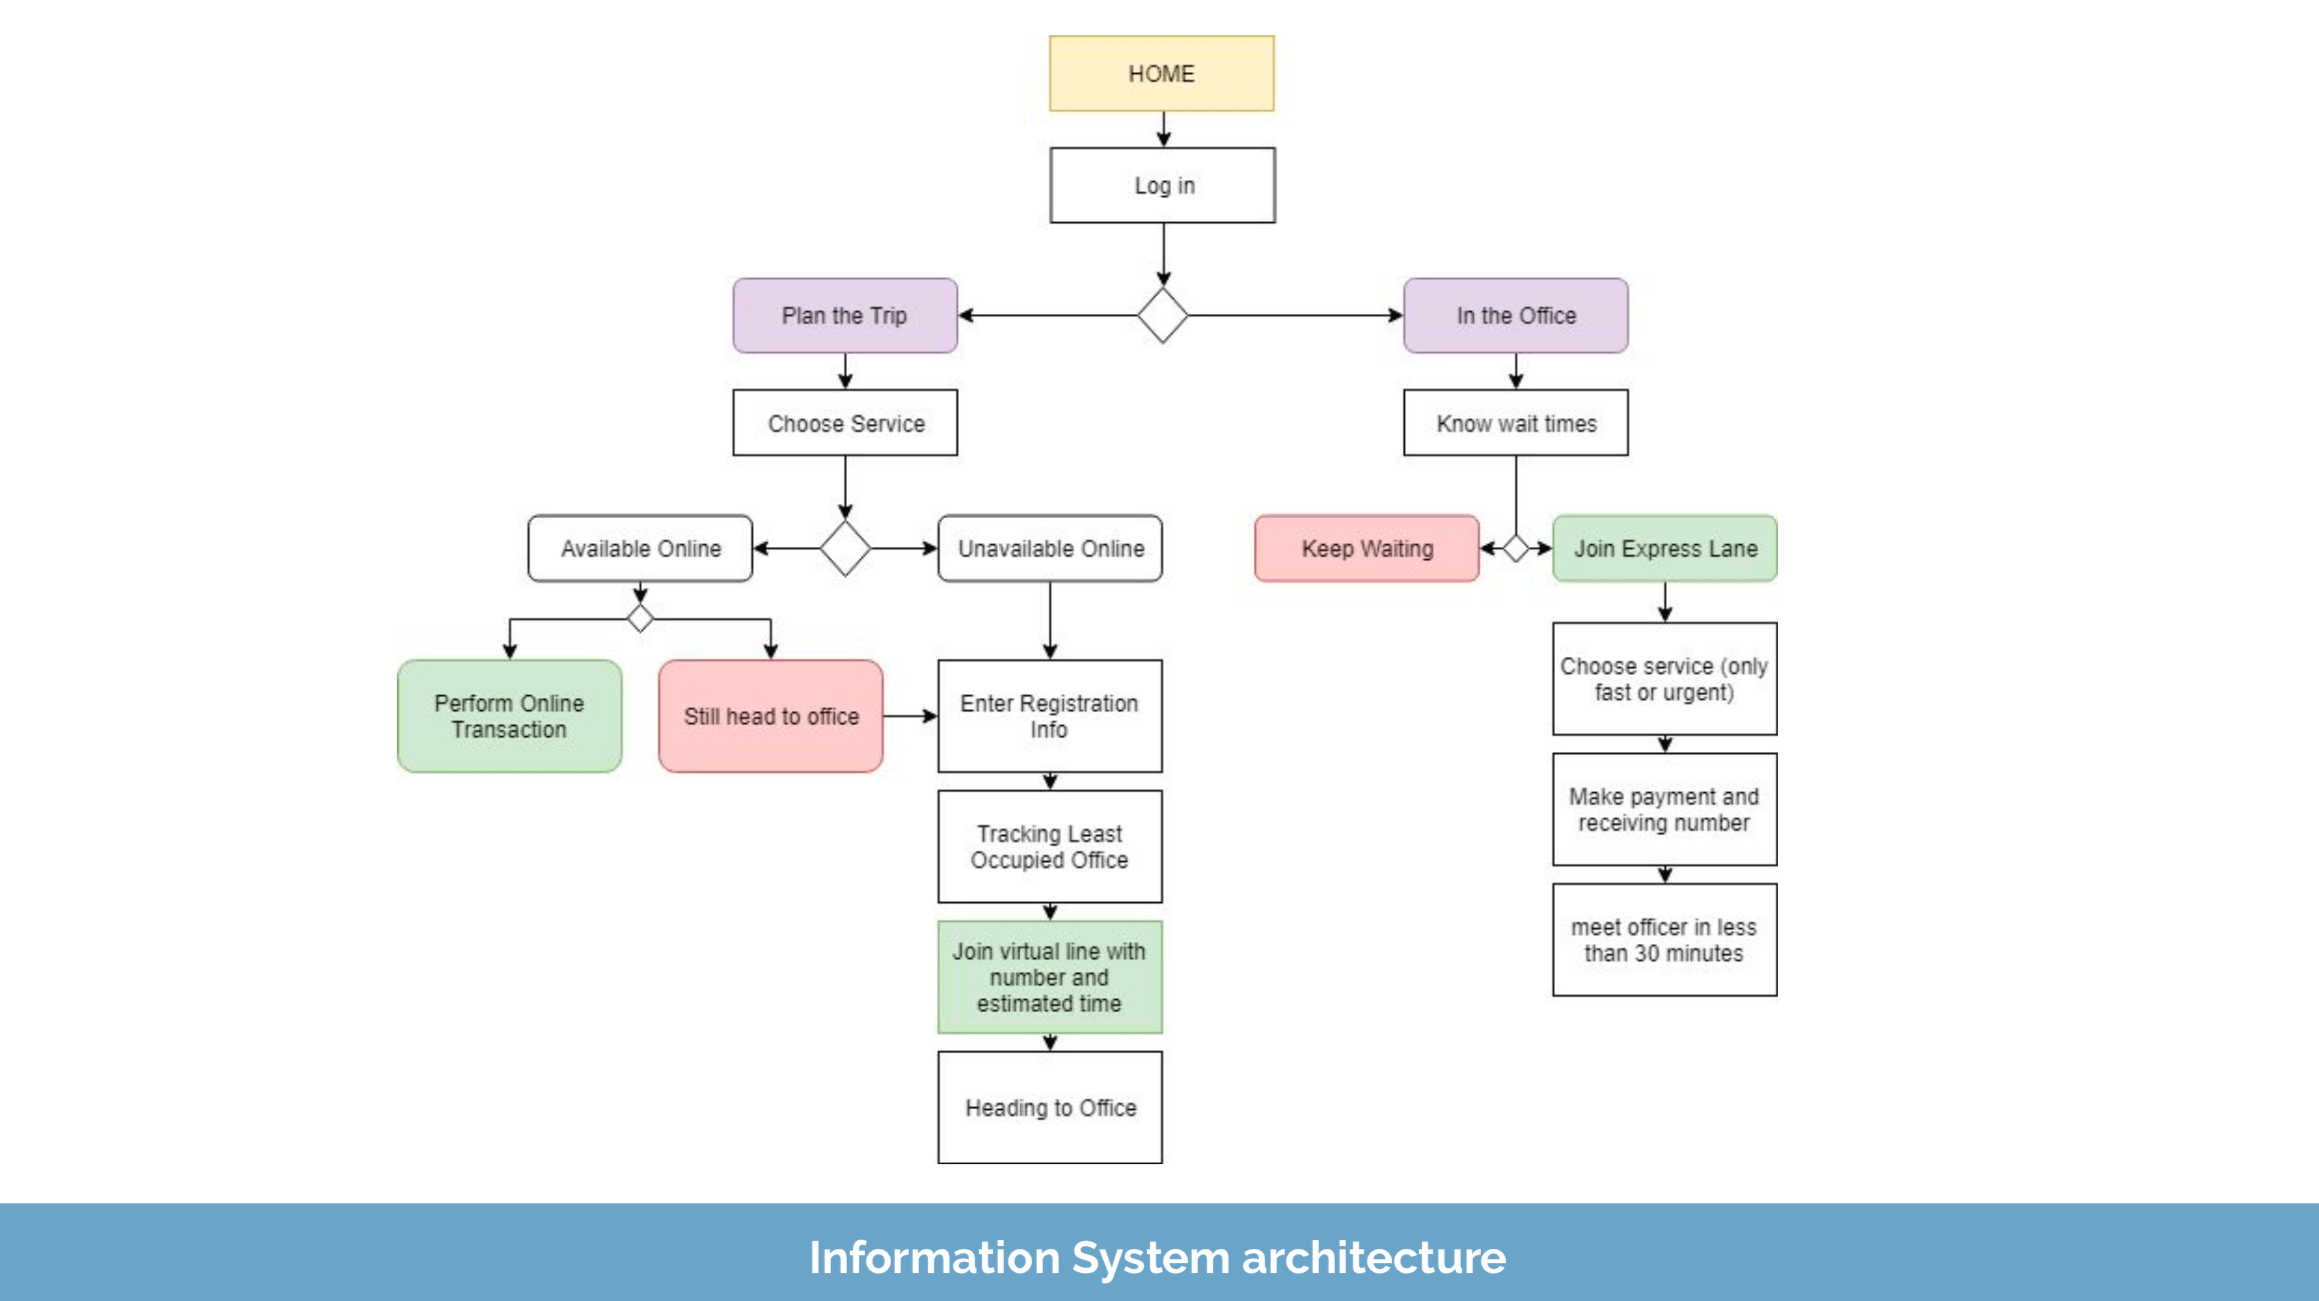 HOME
Log in
Plan the Trip
In the Office
Choose Service
Know wait times
Available Online
Unavailable Online
Keep Waiting
Join Express Lane
Perform Online
Transaction
Still head to office
Enter Registration
Info
Choose service (only
fast or urgent)
Tracking Least
Occupied Office
Make payment and
receiving number
Join virtual line with
number and
estimated time
meet officer in less
than 30 minutes
Heading to Office
Information System architecture